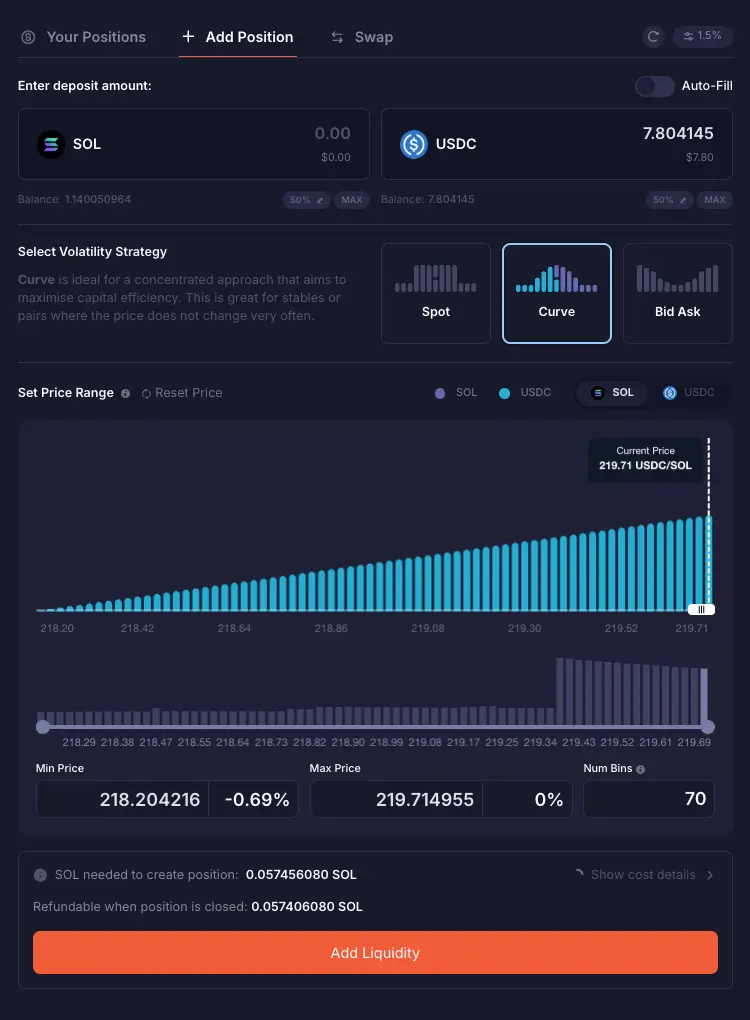 Your Positions
Add Position
Swap
1.5%
Enter deposit amount:
Auto-Fill
SOL
0.00
$0.00
USDC
7.804145
$7.80
Balance: 1.140050964
50%
MAX
Balance: 7.804145
50%
MAX
Select Volatility Strategy
Curve is ideal for a concentrated approach that aims to
maximise capital efficiency. This is great for stables or
pairs where the price does not change very often.
Spot
Curve
Bid Ask
Set Price Range
Reset Price
SOL
USDC
SOL
USDC
Current Price
219.71 USDC/SOL
218.20 218.42 218.64 218.86 219.08 219.30 219.52 219.71
218.29 218.38 218.47 218.55 218.64 218.73 218.82 218.90 218.99 219.08 219.17 219.25 219.34 219.43 219.52 219.61 219.69
Min Price
Max Price
Num Bins
218.204216
-0.69%
219.714955
0%
70
SOL needed to create position: 0.057456080 SOL
Show cost details
Refundable when position is closed: 0.057406080 SOL
Add Liquidity